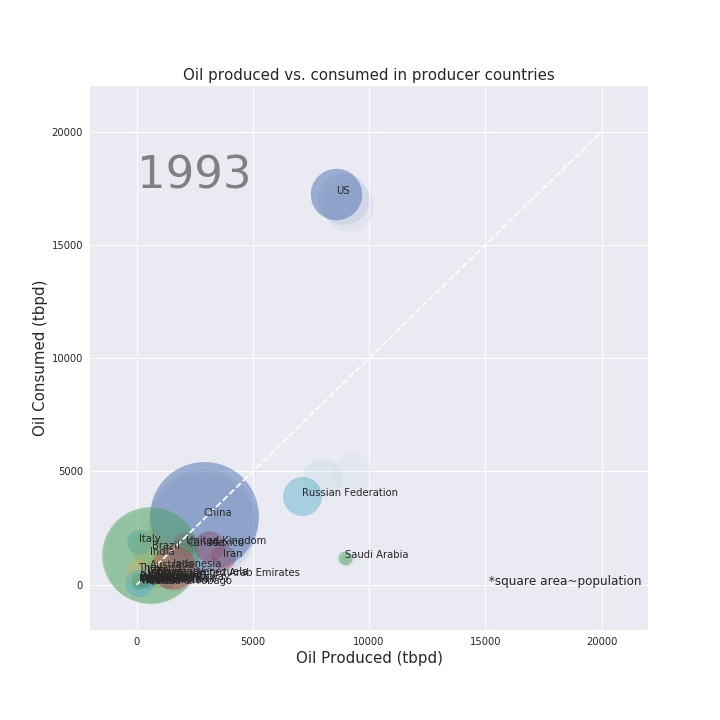 Oil produced vs. consumed in producer countries
1993
Oil Consumed (tbpd)
20000
15000
10000
5000
0
US
Russian Federation
China
Italy
United Kingdom
Brazil
Canada
Mexico
India
Iran
Saudi Arabia
Indonesia
Arab Emirates
Tobago
*square area~population
0
5000
10000
15000
20000
Oil Produced (tbpd)